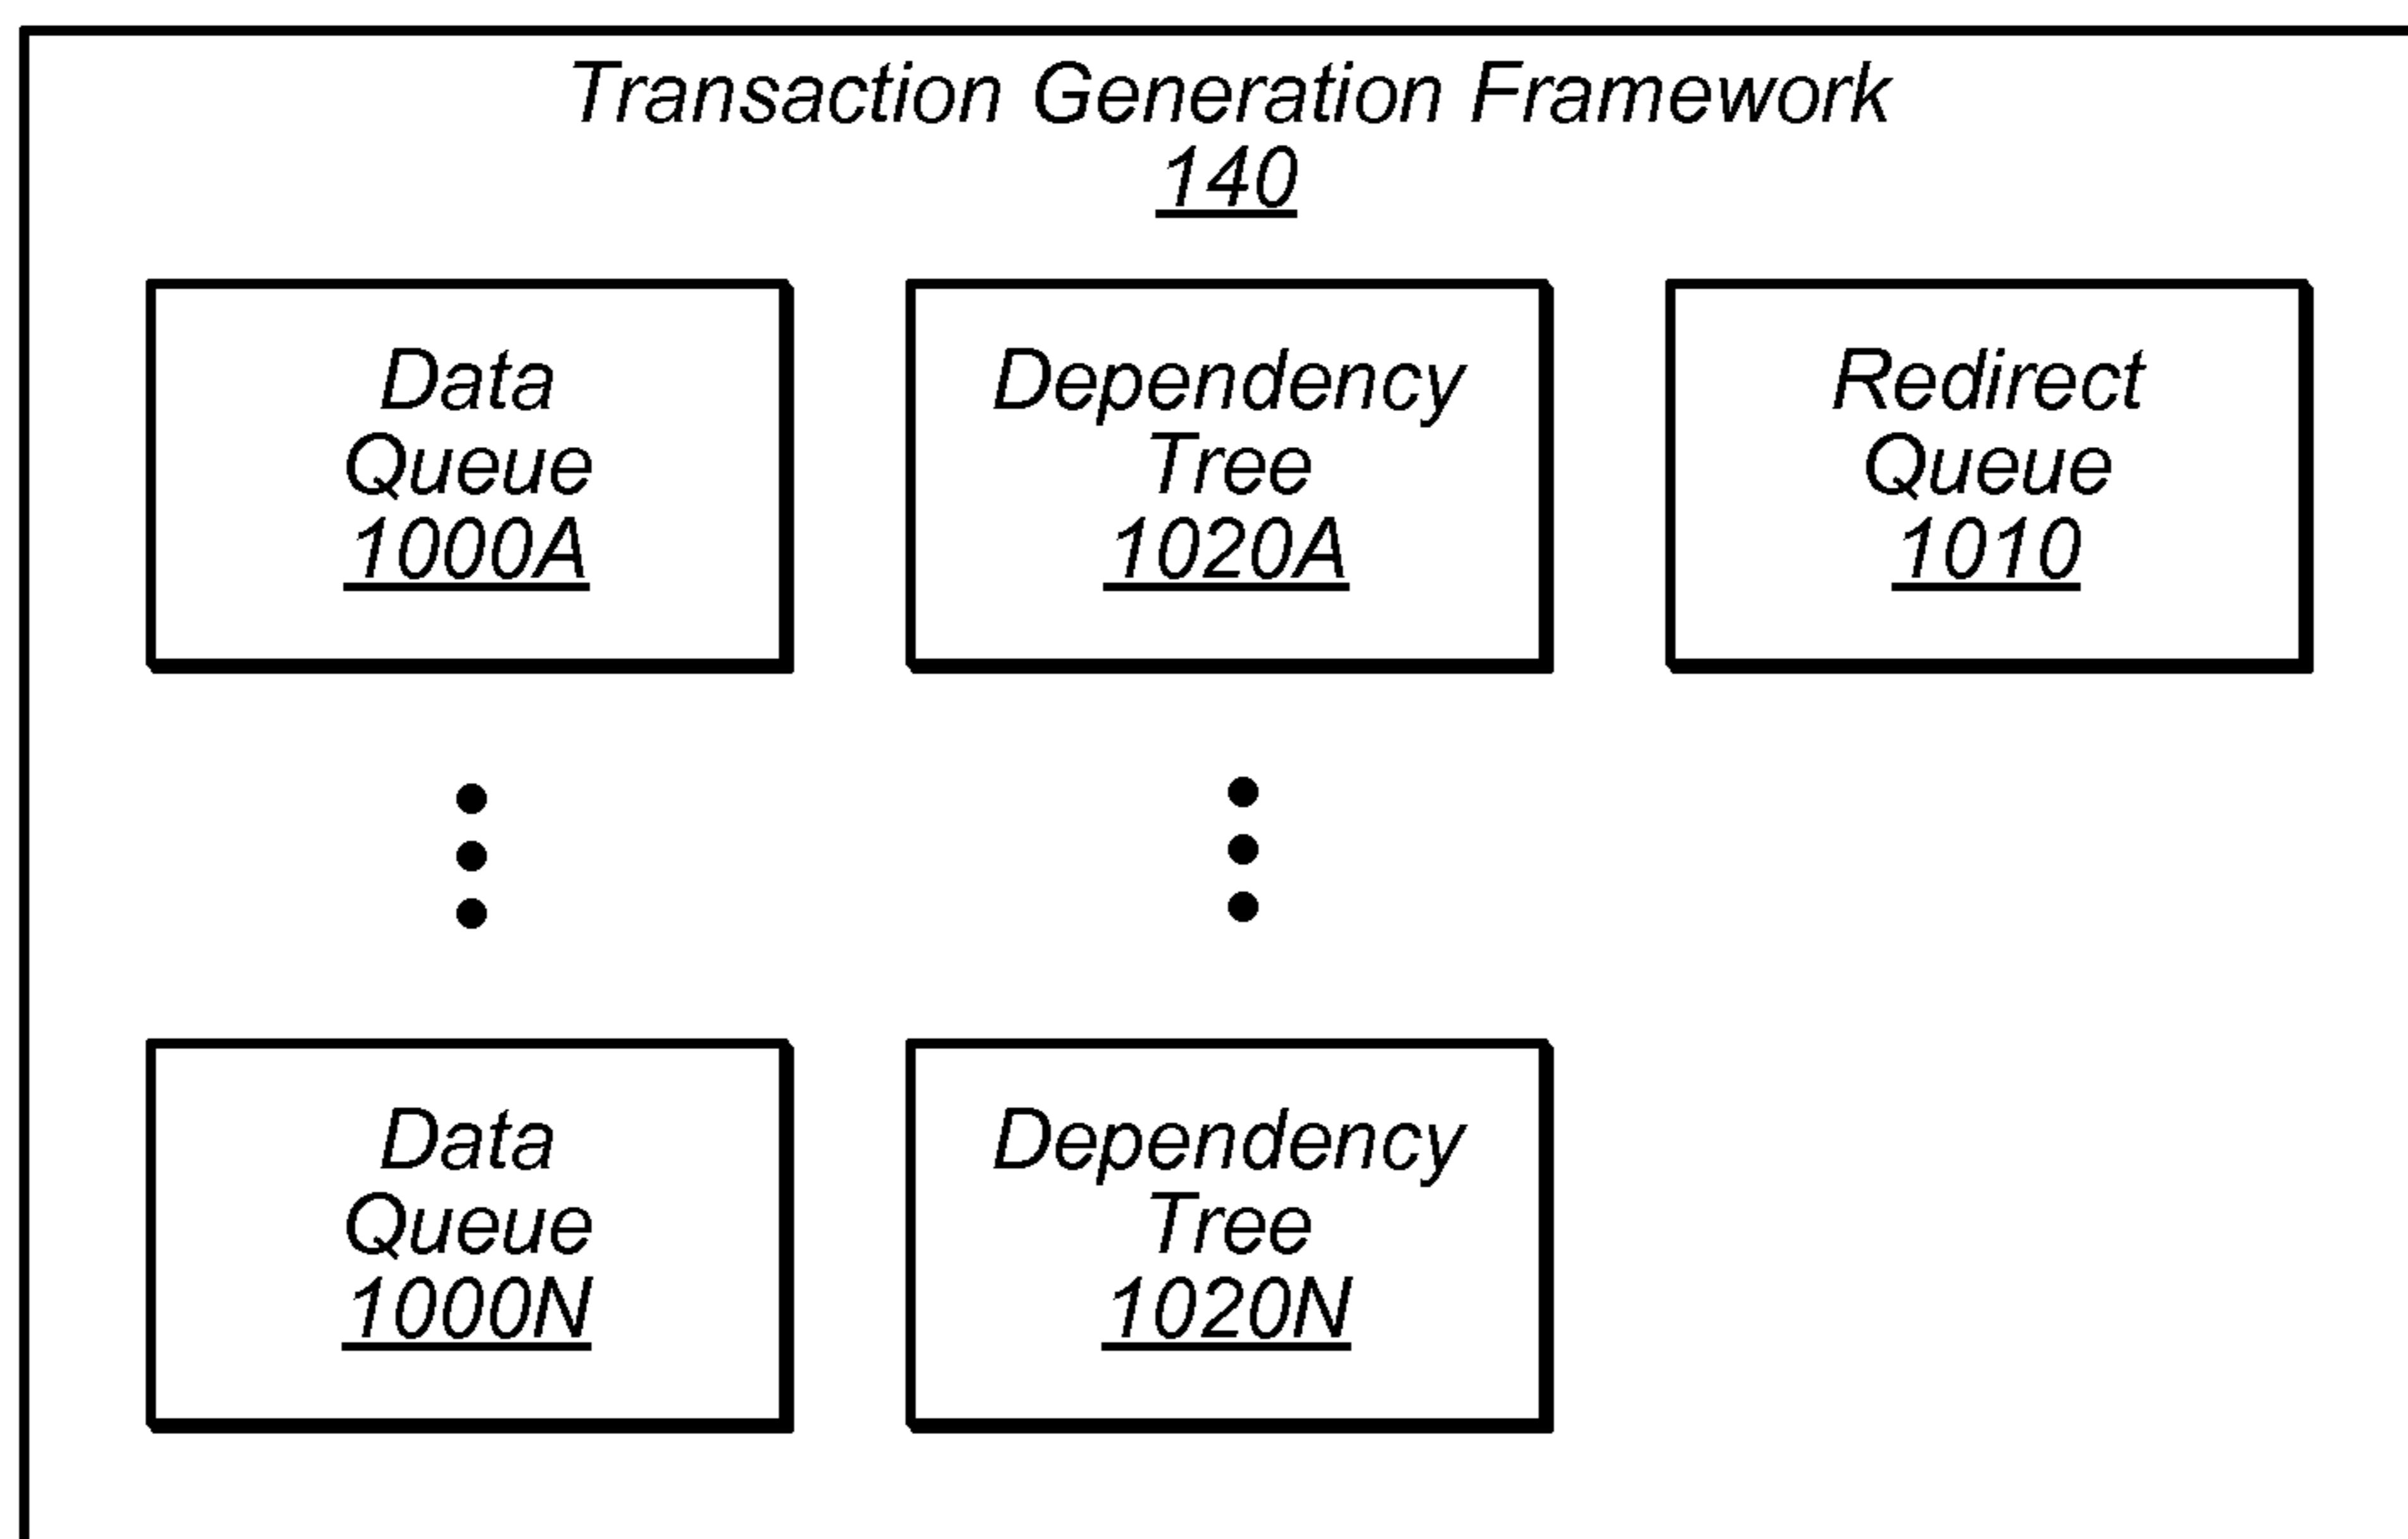 Transaction Generation Framework
140
Data
Queue
1000A
Dependency
Tree
1020A
Redirect
Queue
1010
Data
Queue
1000N
Dependency
Tree
1020N